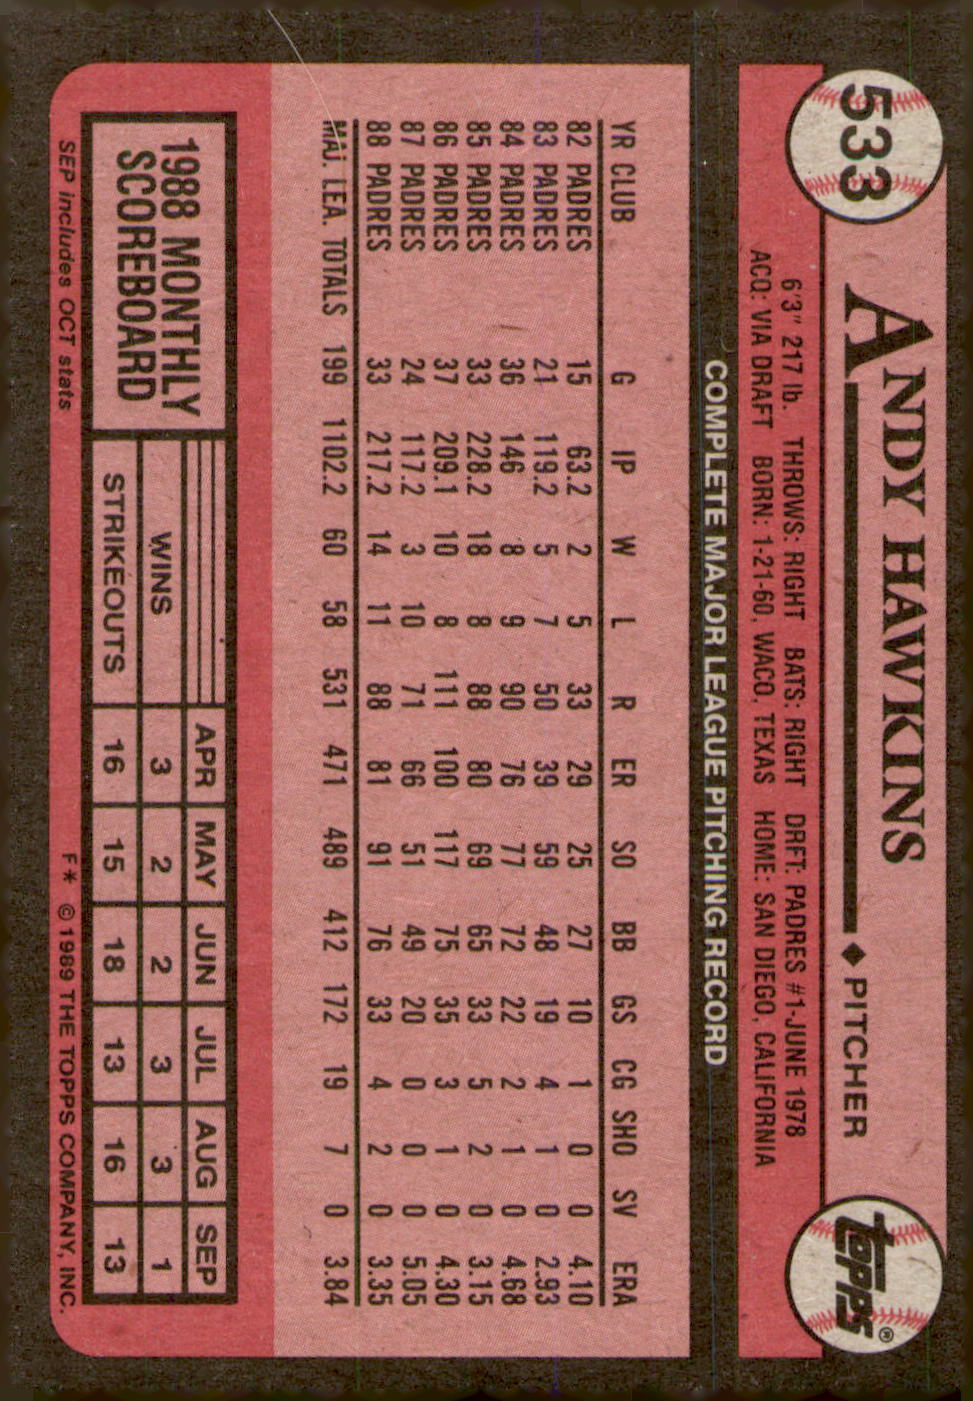 533
ANDY HAWKINS ◆ PITCHER
TOPPS®
6'3" 217 lb. THROWS: RIGHT BATS: RIGHT DRFT: PADRES #1-JUNE 1978
ACQ: VIA DRAFT BORN: 1-21-60, WACO, TEXAS HOME: SAN DIEGO, CALIFORNIA
COMPLETE MAJOR LEAGUE PITCHING RECORD
YR CLUB G IP W L R ER SO BB GS CG SHO SV ERA
82 PADRES 15 63.2 2 5 33 29 25 27 10 1 0 0 4.10
83 PADRES 21 119.2 5 7 50 39 59 48 19 4 1 0 2.93
84 PADRES 36 146 8 9 90 76 77 72 22 2 1 0 4.68
85 PADRES 33 228.2 18 8 88 80 69 65 33 5 2 0 3.15
86 PADRES 37 209.1 10 8 111 100 117 75 35 3 1 0 4.30
87 PADRES 24 117.2 3 10 71 66 51 49 20 0 0 0 5.05
88 PADRES 33 217.2 14 11 88 81 91 76 33 4 2 0 3.35
MAJ. LEA. TOTALS 199 1102.2 60 58 531 471 489 412 172 19 7 0 3.84
1988 MONTHLY
SCOREBOARD
APR MAY JUN JUL AUG SEP
WINS 3 2 2 3 3 1
STRIKEOUTS 16 15 18 13 16 13
SEP includes OCT stats
F* © 1989 THE TOPPS COMPANY, INC.